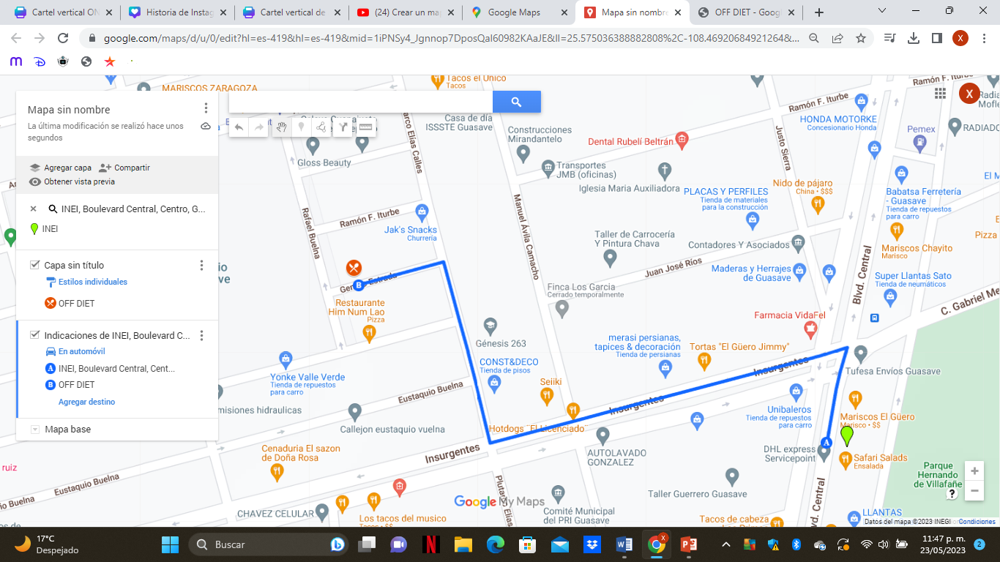 Cartel vertical ON
Historia de Instag
Cartel vertical de
(24) Crear un ma
Google Maps
Mapa sin nombre
OFF DIET - Goog
google.com/maps/d/u/0/edit?hl=es-419&hl=es-419&mid=1iPNSy4_Jgnnop7DposQaI60982KAaJE&ll=25.575036388882808%2C-108.46920684921264&...
X
Mapa sin nombre
La última modificación se realizó hace unos
segundos
Agregar capa
Compartir
Obtener vista previa
INEI, Boulevard Central, Centro, G...
INEI
Capa sin título
Estilos individuales
OFF DIET
Indicaciones de INEI, Boulevard C...
En automóvil
A INEI, Boulevard Central, Cent...
B OFF DIET
Agregar destino
Mapa base
MARISCOS ZARAGOZA
Tacos el Unico
Tacos
Casa de día
ISSSTE Guasave
Construcciones
Mirandantelo
Dental Rubelí Beltrán
Ramón F. Iturbe
Ramón F. Iturbe
HONDA MOTORKE
Concesionario Honda
Pemex
X
RADIADO
Gloss Beauty
Transportes
JMB (oficinas)
Iglesia Maria Auxiliadora
Justo Sierra
Nido de pájaro
China • $$$
PLACAS Y PERFILES
Tienda de materiales
para la construcción
Babatsa Ferretería
- Guasave
Tienda de repuestos
para carro
El M
Rafael Buelna
Ramón F. Iturbe
Jak's Snacks
Churrería
Manuel Ávila Camacho
Taller de Carrocería
Y Pintura Chava
Contadores Y Asociados
Juan José Ríos
Maderas y Herrajes
de Guasave
Mariscos Chayito
Marisco
Pizza
Blvd. Central
Super Llantas Sato
Tienda de neumáticos
B
Estrada
Finca Los Garcia
Cerrado temporalmente
Restaurante
Him Num Lao
Pizza
C. Gabriel Me
Farmacia VidaFel
Génesis 263
merasi persianas,
tapices & decoración
Tienda de persianas
Tortas "El Güero Jimmy"
CONST&DECO
Tienda de pisos
Yonke Valle Verde
Tienda de repuestos
para carro
Seiiki
Insurgentes
Insurgentes
Tufesa Envíos Guasave
Eustaquio Buelna
misiones hidraulicas
Callejon eustaquio vuelna
Unibaleros
Tienda de repuestos
para carro
Mariscos El Güero
Marisco • $$
Hotdogs ¨El Licenciado¨
A
Cenaduria El sazon
de Doña Rosa
Insurgentes
AUTOLAVADO
GONZALEZ
DHL express
Servicepoint
Safari Salads
Ensalada
ruiz
Eustaquio Buelna
Buelna
Parque
Hernando
de Villafañe
Taller Guerrero Guasave
Google My Maps
Comité Municipal
del PRI Guasave
CHAVEZ CELULAR
Los tacos del musico
Tacos • $$
Tacos de cabeza
LLANTAS
Datos del mapa ©2023 INEGI
Condiciones
17°C
Despejado
Buscar
11:47 p. m.
23/05/2023
2